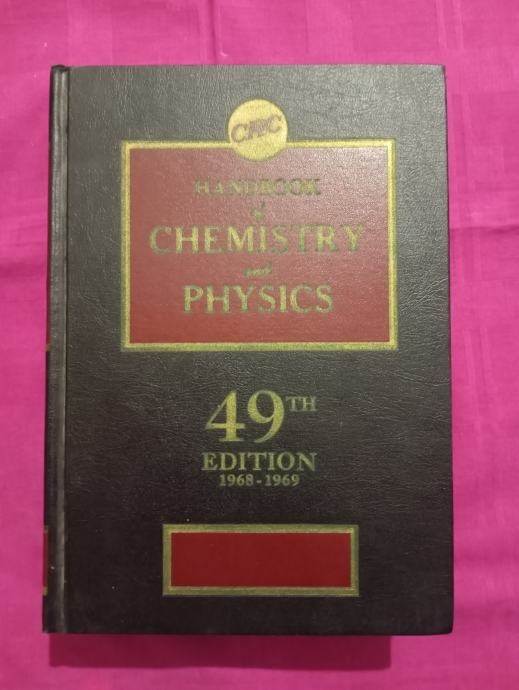 CRC
HANDBOOK
of
CHEMISTRY
and
PHYSICS
49TH
EDITION
1968-1969